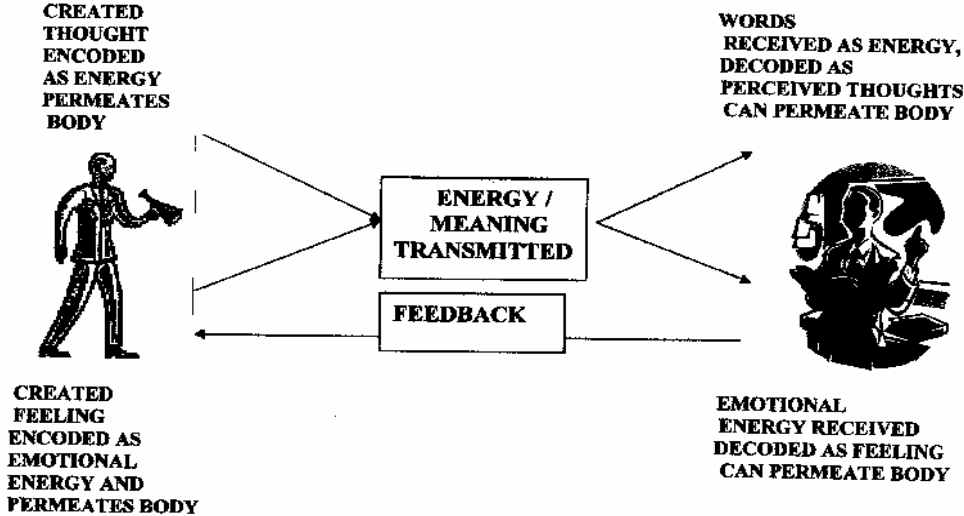 CREATED
THOUGHT
ENCODED
AS ENERGY
PERMEATES
BODY
WORDS
RECEIVED AS ENERGY,
DECODED AS
PERCEIVED THOUGHTS
CAN PERMEATE BODY
ENERGY /
MEANING
TRANSMITTED
FEEDBACK
CREATED
FEELING
ENCODED AS
EMOTIONAL
ENERGY AND
PERMEATES BODY
EMOTIONAL
ENERGY RECEIVED
DECODED AS FEELING
CAN PERMEATE BODY